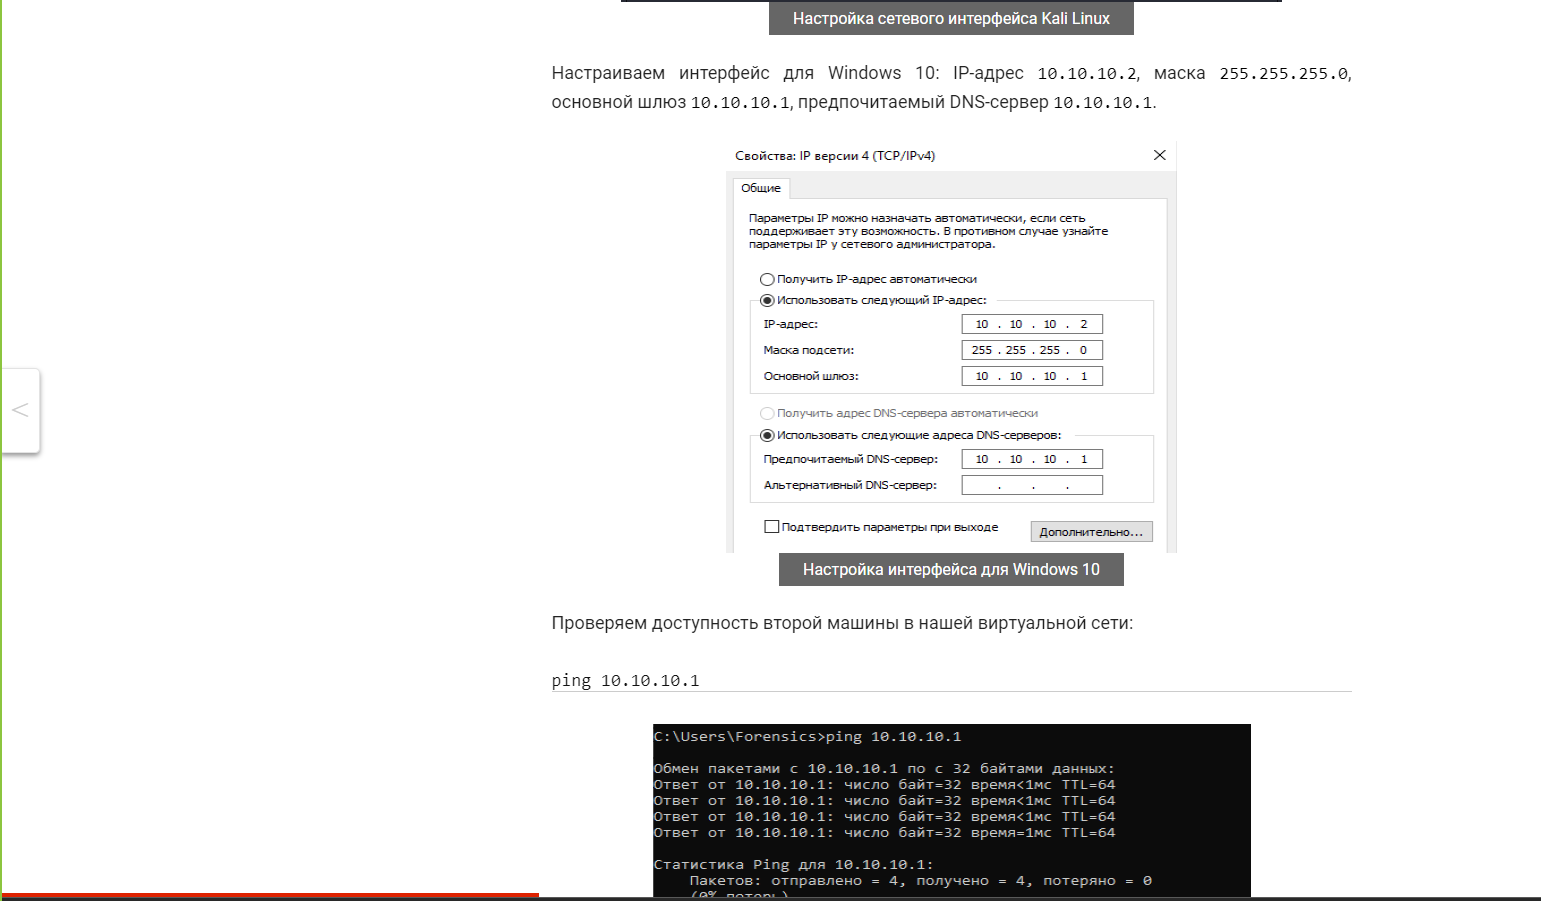 Настройка сетевого интерфейса Kali Linux
Настраиваем интерфейс для Windows 10: IP-адрес 10.10.10.2, маска 255.255.255.0,
основной шлюз 10.10.10.1, предпочитаемый DNS-сервер 10.10.10.1.
Свойства: IP версии 4 (TCP/IPv4)
Общие
Параметры IP можно назначать автоматически, если сеть
поддерживает эту возможность. В противном случае узнайте
параметры IP у сетевого администратора.
Получить IP-адрес автоматически
Использовать следующий IP-адрес:
IP-адрес: 10 . 10 . 10 . 2
Маска подсети: 255 . 255 . 255 . 0
Основной шлюз: 10 . 10 . 10 . 1
Получить адрес DNS-сервера автоматически
Использовать следующие адреса DNS-серверов:
Предпочитаемый DNS-сервер: 10 . 10 . 10 . 1
Альтернативный DNS-сервер: . . .
Подтвердить параметры при выходе Дополнительно...
Настройка интерфейса для Windows 10
<
Проверяем доступность второй машины в нашей виртуальной сети:
ping 10.10.10.1
C:\Users\Forensics>ping 10.10.10.1
Обмен пакетами с 10.10.10.1 по с 32 байтами данных:
Ответ от 10.10.10.1: число байт=32 время<1мс TTL=64
Ответ от 10.10.10.1: число байт=32 время<1мс TTL=64
Ответ от 10.10.10.1: число байт=32 время<1мс TTL=64
Ответ от 10.10.10.1: число байт=32 время=1мс TTL=64
Статистика Ping для 10.10.10.1:
Пакетов: отправлено = 4, получено = 4, потеряно = 0
(0% потерь)